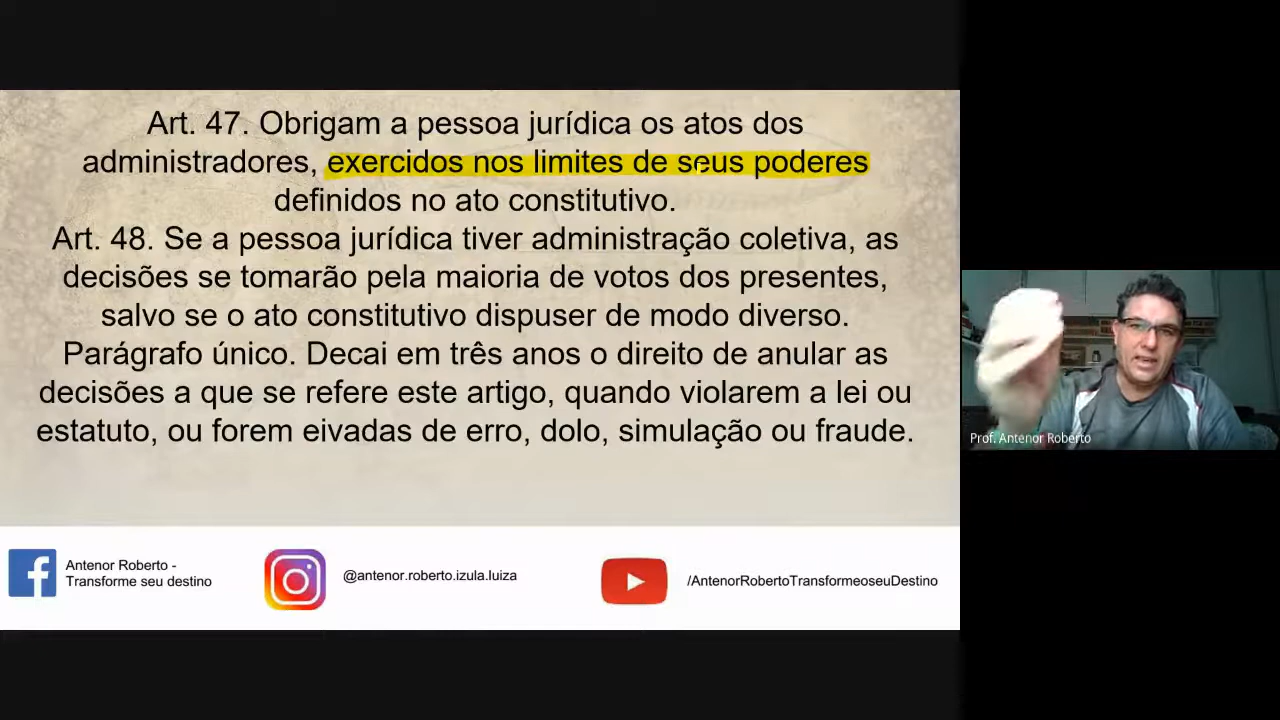 Art. 47. Obrigam a pessoa jurídica os atos dos
administradores, exercidos nos limites de seus poderes
definidos no ato constitutivo.
Art. 48. Se a pessoa jurídica tiver administração coletiva, as
decisões se tomarão pela maioria de votos dos presentes,
salvo se o ato constitutivo dispuser de modo diverso.
Parágrafo único. Decai em três anos o direito de anular as
decisões a que se refere este artigo, quando violarem a lei ou
estatuto, ou forem eivadas de erro, dolo, simulação ou fraude.
Prof. Antenor Roberto
Antenor Roberto -
Transforme seu destino
@antenor.roberto.izula.luiza
/AntenorRobertoTransformeoseuDestino